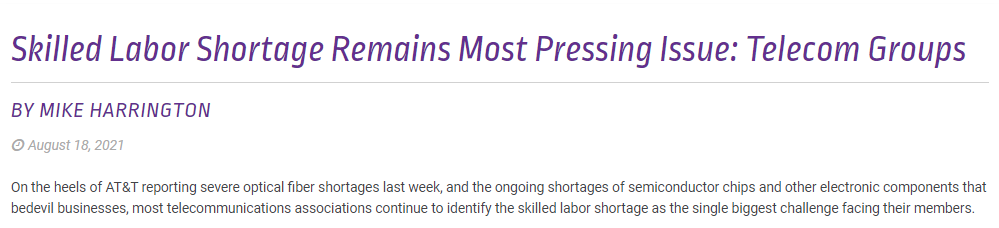 Skilled Labor Shortage Remains Most Pressing Issue: Telecom Groups
BY MIKE HARRINGTON
August 18, 2021
On the heels of AT&T reporting severe optical fiber shortages last week, and the ongoing shortages of semiconductor chips and other electronic components that
bedevil businesses, most telecommunications associations continue to identify the skilled labor shortage as the single biggest challenge facing their members.